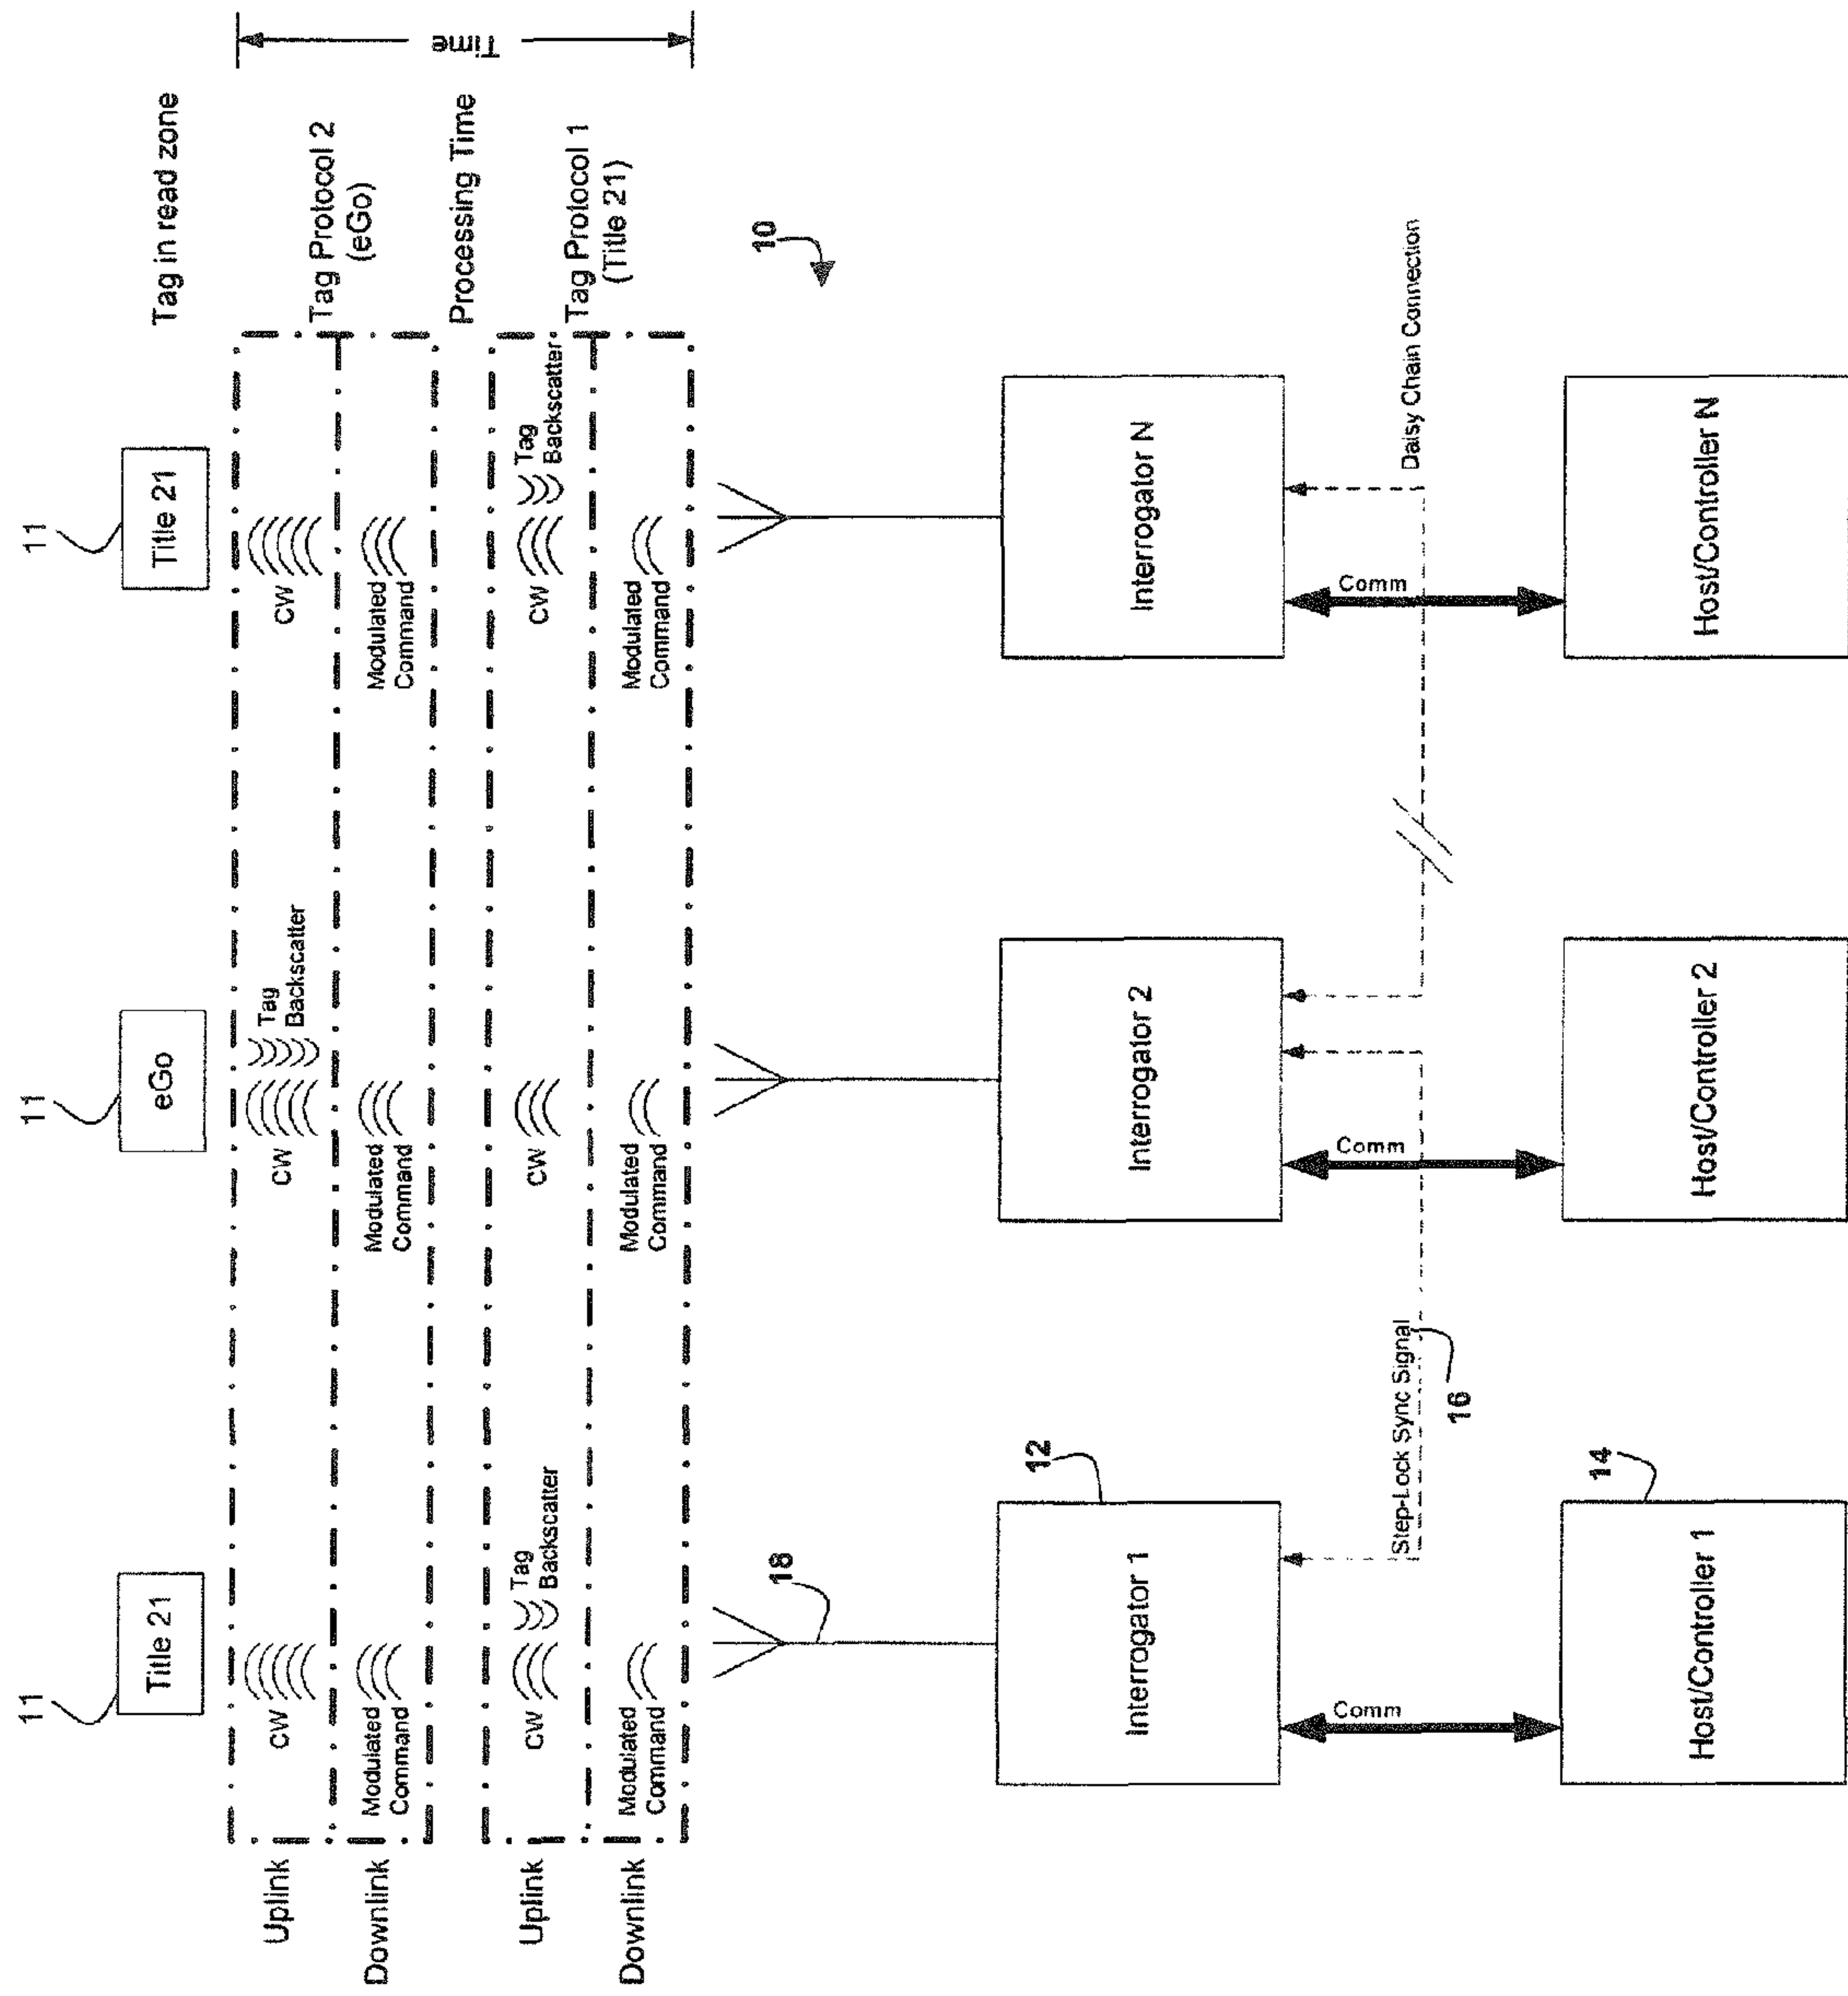 11
11
11
Title 21
eGo
Title 21
Tag in read zone
Uplink
CW
CW
Tag
Backscatter
CW
Tag Protocol 2
(eGo)
Downlink
Modulated
Command
Modulated
Command
Modulated
Command
Processing Time
Time
Uplink
CW
Tag
Backscatter
CW
CW
Tag
Backscatter
Tag Protocol 1
(Title 21)
Downlink
Modulated
Command
Modulated
Command
Modulated
Command
18
10
12
Interrogator 1
Interrogator 2
Interrogator N
Comm
Step-Lock Sync Signal
16
Comm
Comm
Daisy Chain Connection
14
Host/Controller 1
Host/Controller 2
Host/Controller N